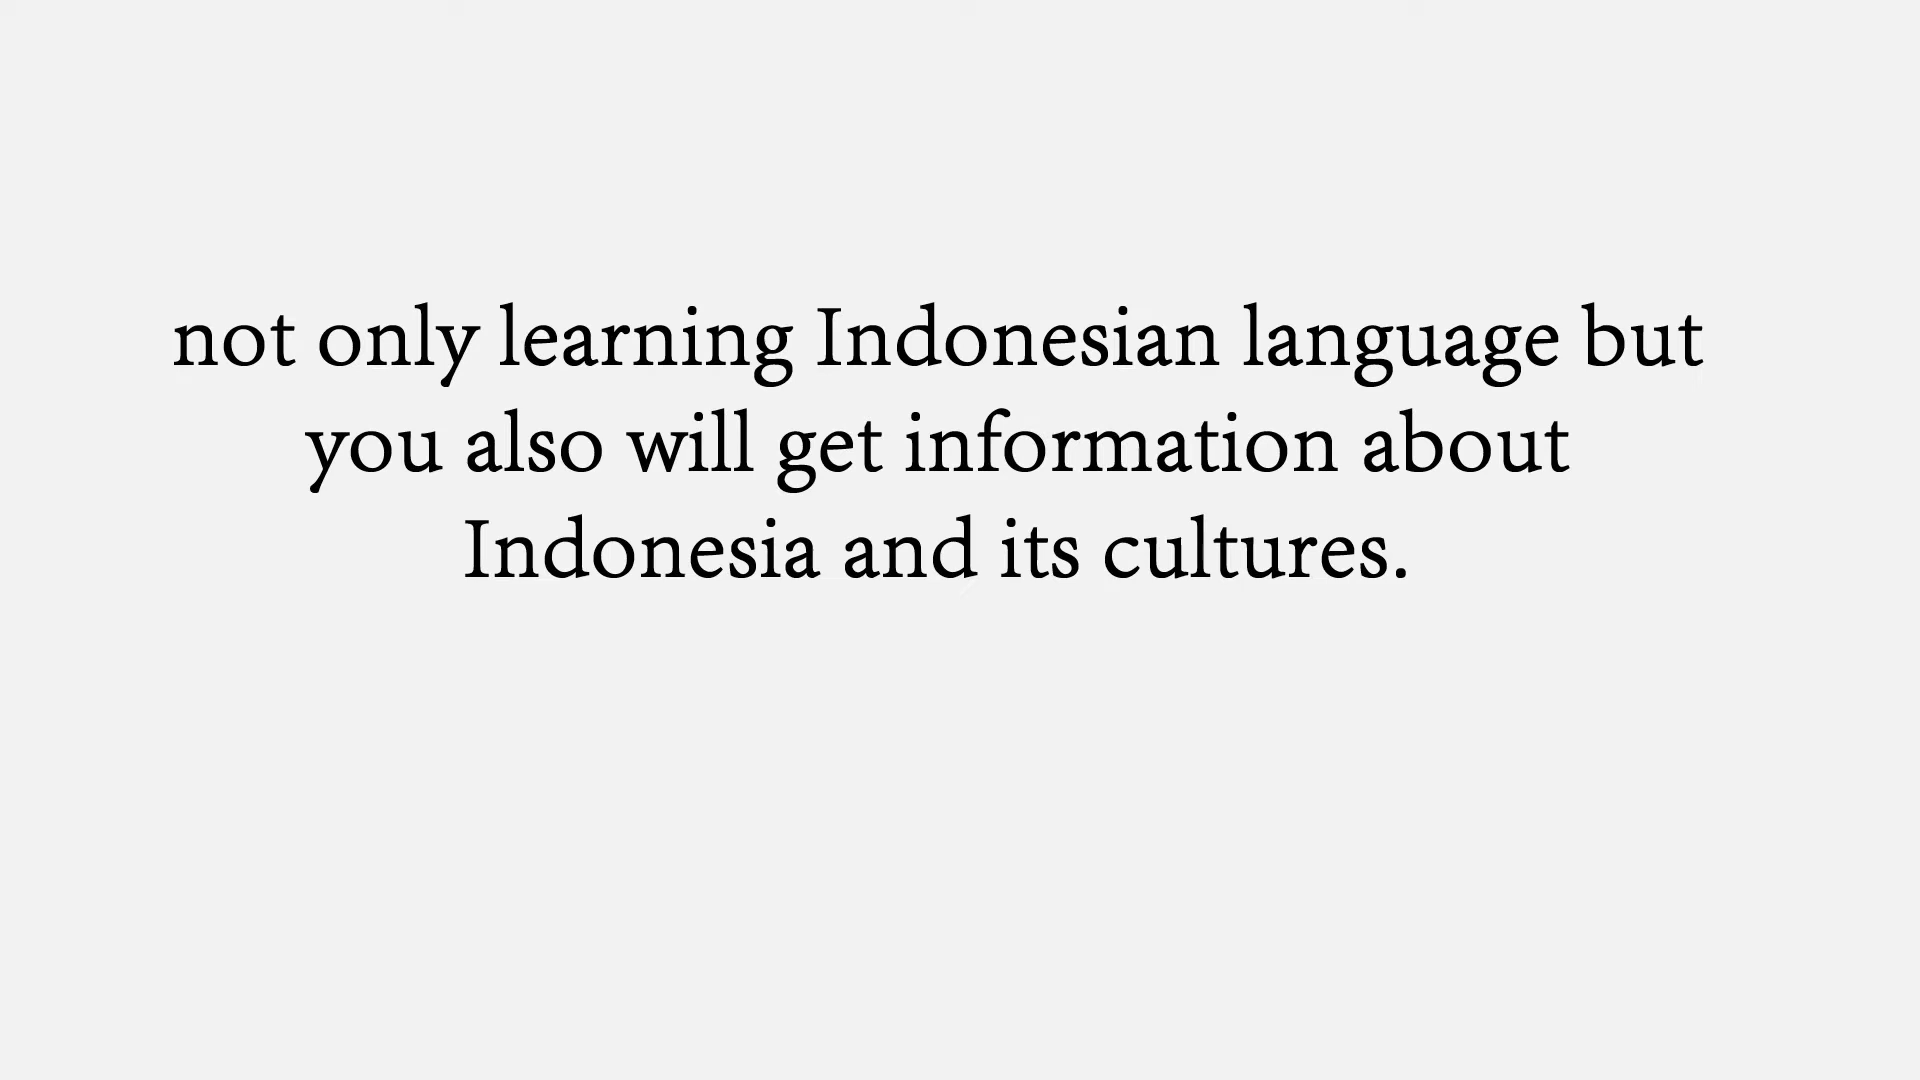 not only learning Indonesian language but
you also will get information about
Indonesia and its cultures.